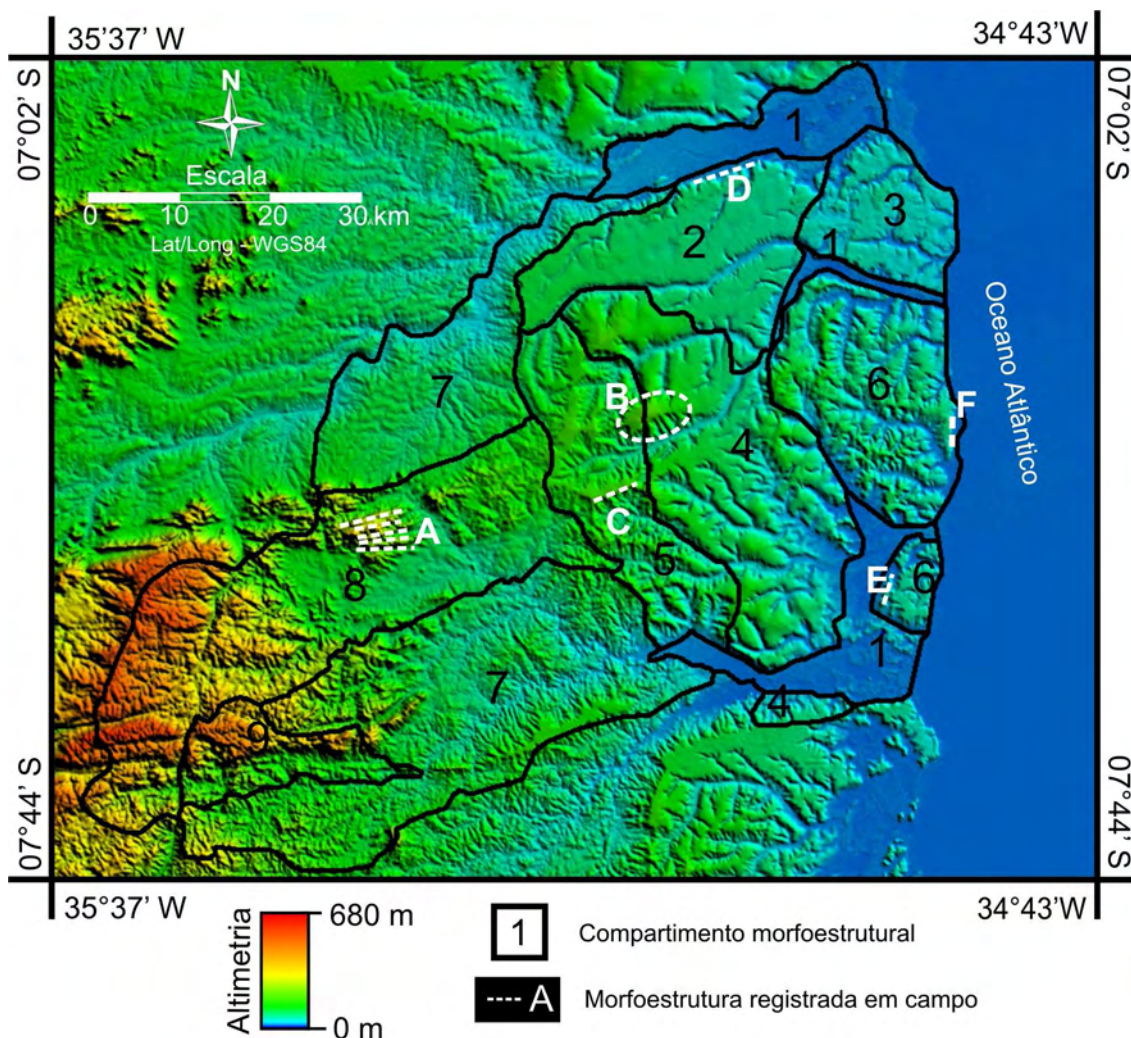 35°37' W
34°43'W
07°02' S
07°02' S
N
Escala
0 10 20 30 km
Lat/Long - WGS84
1
D
3
2
1
Oceano Atlântico
7
6
B
F
4
A
C
8
5
E
6
1
7
4
9
07°44' S
07°44' S
35°37' W
34°43'W
Altimetria
680 m
0 m
1
Compartimento morfoestrutural
A
Morfoestrutura registrada em campo